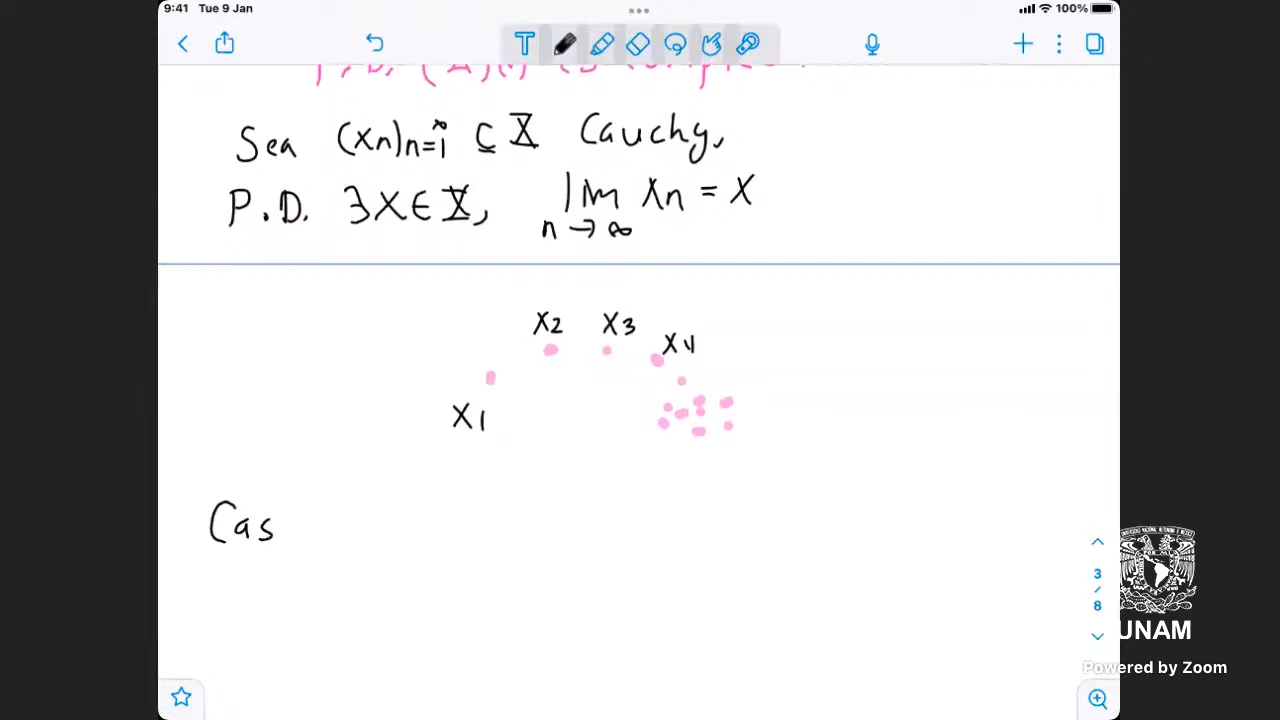 9:41 Tue 9 Jan
100%
Sea (xn)n=1^∞ ⊆ X Cauchy,
P.D. ∃x∈X, lim xn = x
n→∞
x2 x3
x4
x1
Cas
3
8
UNAM
Powered by Zoom